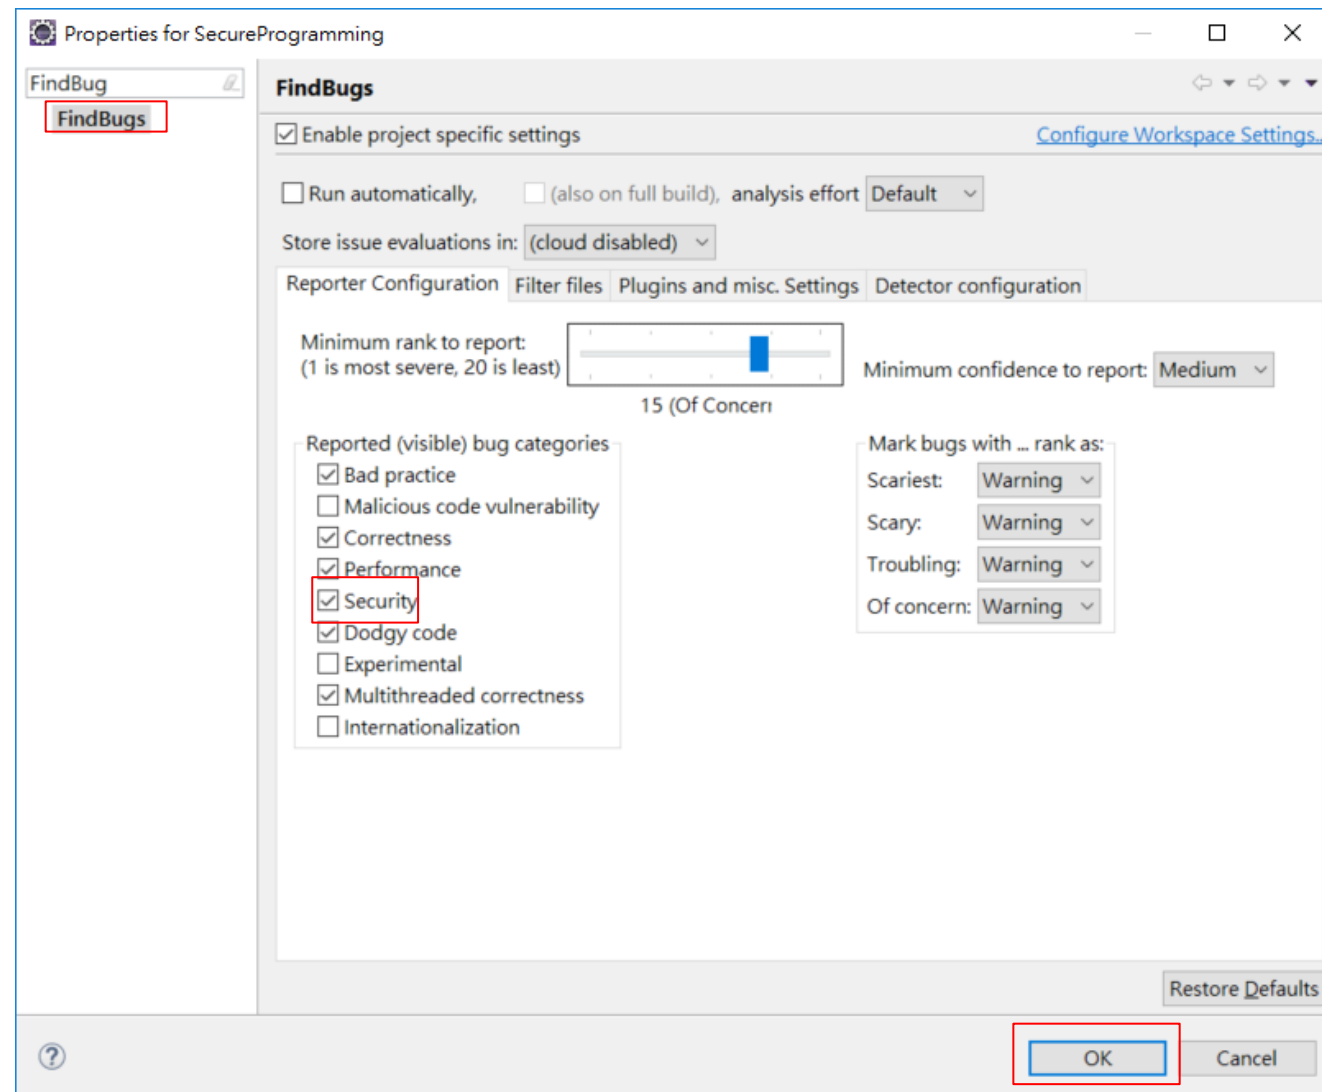 Properties for SecureProgramming
FindBug
FindBugs
FindBugs
Enable project specific settings
Configure Workspace Settings..
Run automatically, (also on full build), analysis effort Default
Store issue evaluations in: (cloud disabled)
Reporter Configuration Filter files Plugins and misc. Settings Detector configuration
Minimum rank to report:
(1 is most severe, 20 is least)
15 (Of Concern
Minimum confidence to report: Medium
Reported (visible) bug categories
Bad practice
Malicious code vulnerability
Correctness
Performance
Security
Dodgy code
Experimental
Multithreaded correctness
Internationalization
Mark bugs with ... rank as:
Scariest: Warning
Scary: Warning
Troubling: Warning
Of concern: Warning
Restore Defaults
OK Cancel